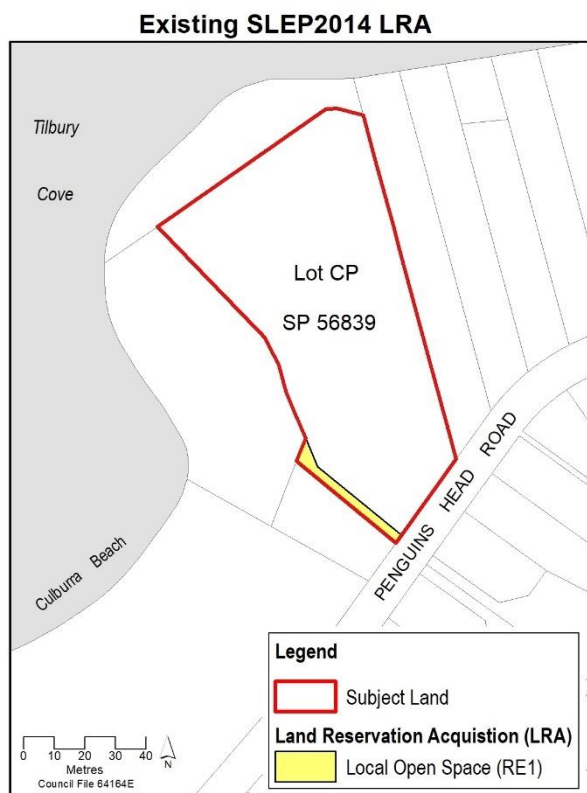 Existing SLEP2014 LRA
Tilbury
Cove
Lot CP
SP 56839
PENGUINS HEAD ROAD
Culburra Beach
Legend
Subject Land
Land Reservation Acquistion (LRA)
Local Open Space (RE1)
0 10 20 30 40
Metres
N
Council File 64164E